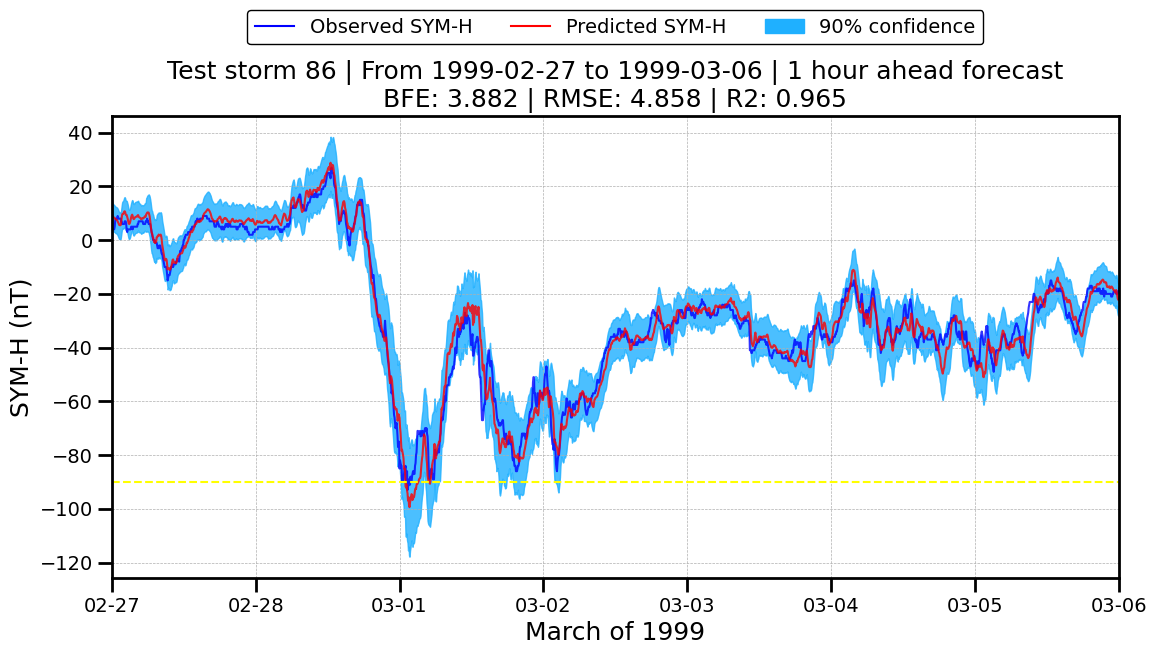 Observed SYM-H Predicted SYM-H 90% confidence
Test storm 86 | From 1999-02-27 to 1999-03-06 | 1 hour ahead forecast
BFE: 3.882 | RMSE: 4.858 | R2: 0.965
SYM-H (nT)
40
20
0
−20
−40
−60
−80
−100
−120
02-27 02-28 03-01 03-02 03-03 03-04 03-05 03-06
March of 1999